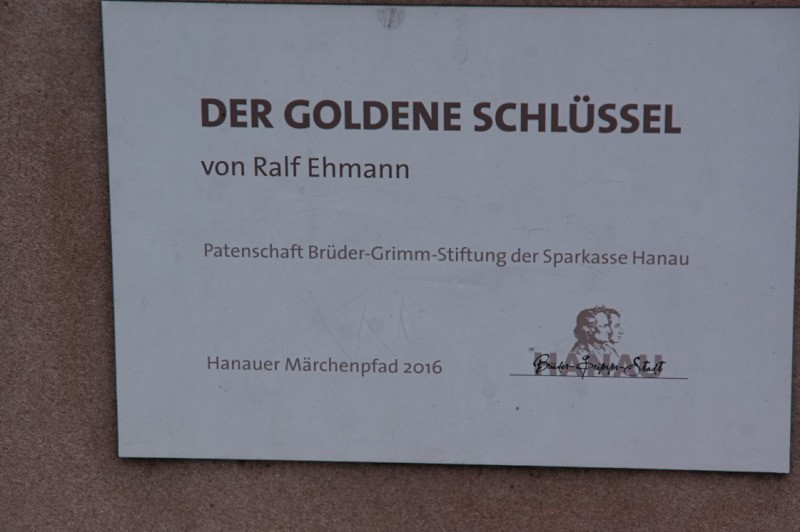 DER GOLDENE SCHLÜSSEL
von Ralf Ehmann
Patenschaft Brüder-Grimm-Stiftung der Sparkasse Hanau
Hanauer Märchenpfad 2016
HANAU
Brüder-Grimm-Stadt